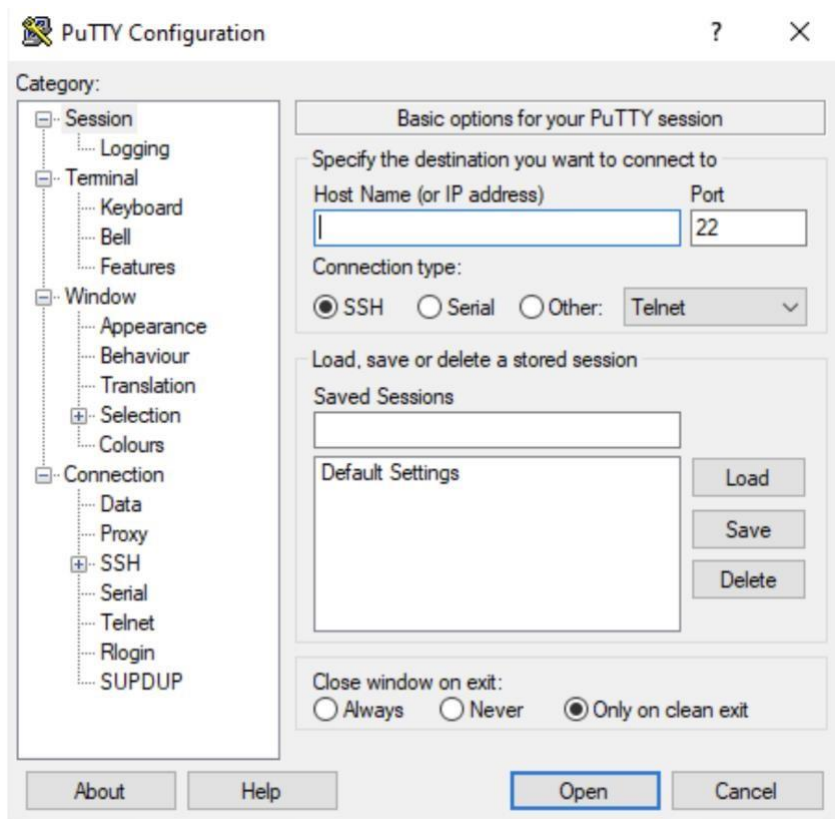 PuTTY Configuration
?
Category:
Session
Logging
Terminal
Keyboard
Bell
Features
Window
Appearance
Behaviour
Translation
Selection
Colours
Connection
Data
Proxy
SSH
Serial
Telnet
Rlogin
SUPDUP
Basic options for your PuTTY session
Specify the destination you want to connect to
Host Name (or IP address) Port
22
Connection type:
SSH Serial Other: Telnet
Load, save or delete a stored session
Saved Sessions
Default Settings
Load
Save
Delete
Close window on exit:
Always Never Only on clean exit
About Help Open Cancel